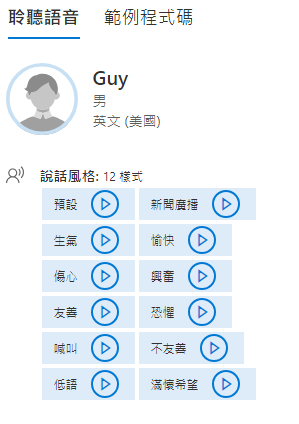 聆聽語音 範例程式碼
Guy
男
英文 (美國)
說話風格: 12 樣式
預設 新聞廣播
生氣 愉快
傷心 興奮
友善 恐懼
喊叫 不友善
低語 滿懷希望